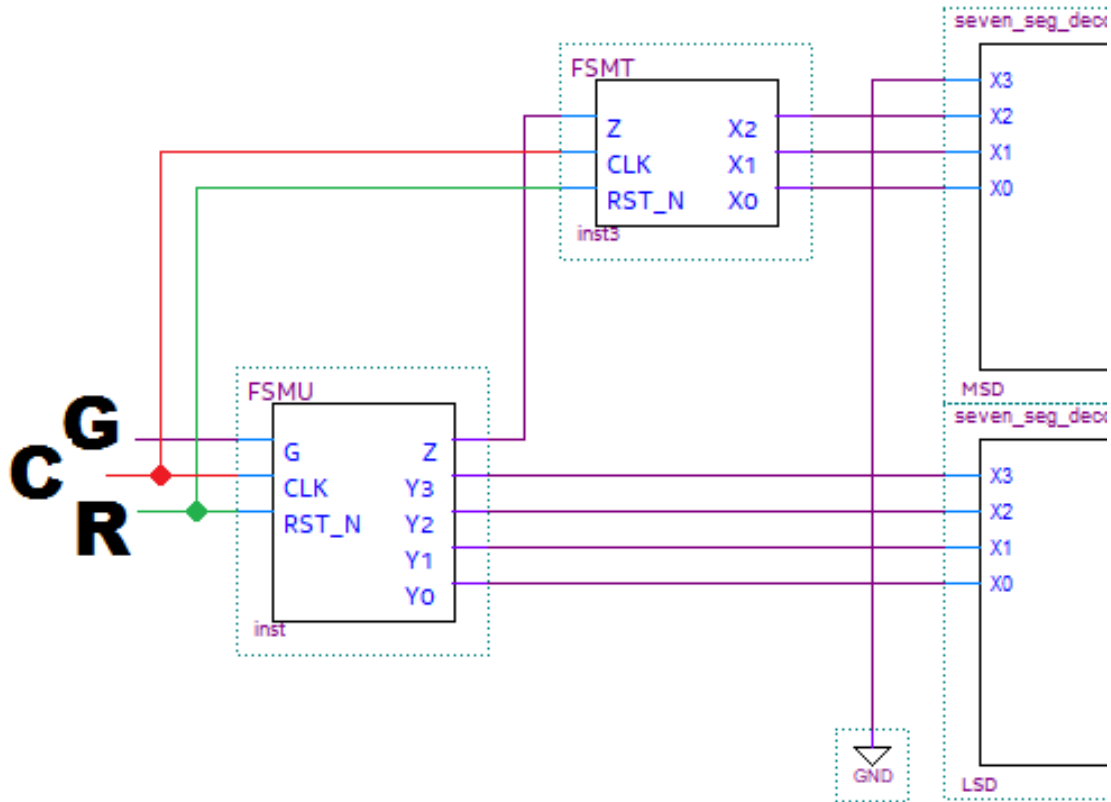 seven_seg_deco
X3
X2
X1
X0
MSD
FSMT
Z X2
CLK X1
RST_N X0
inst3
FSMU
G Z
CLK Y3
RST_N Y2
Y1
Y0
inst
G
C
R
seven_seg_deco
X3
X2
X1
X0
LSD
GND